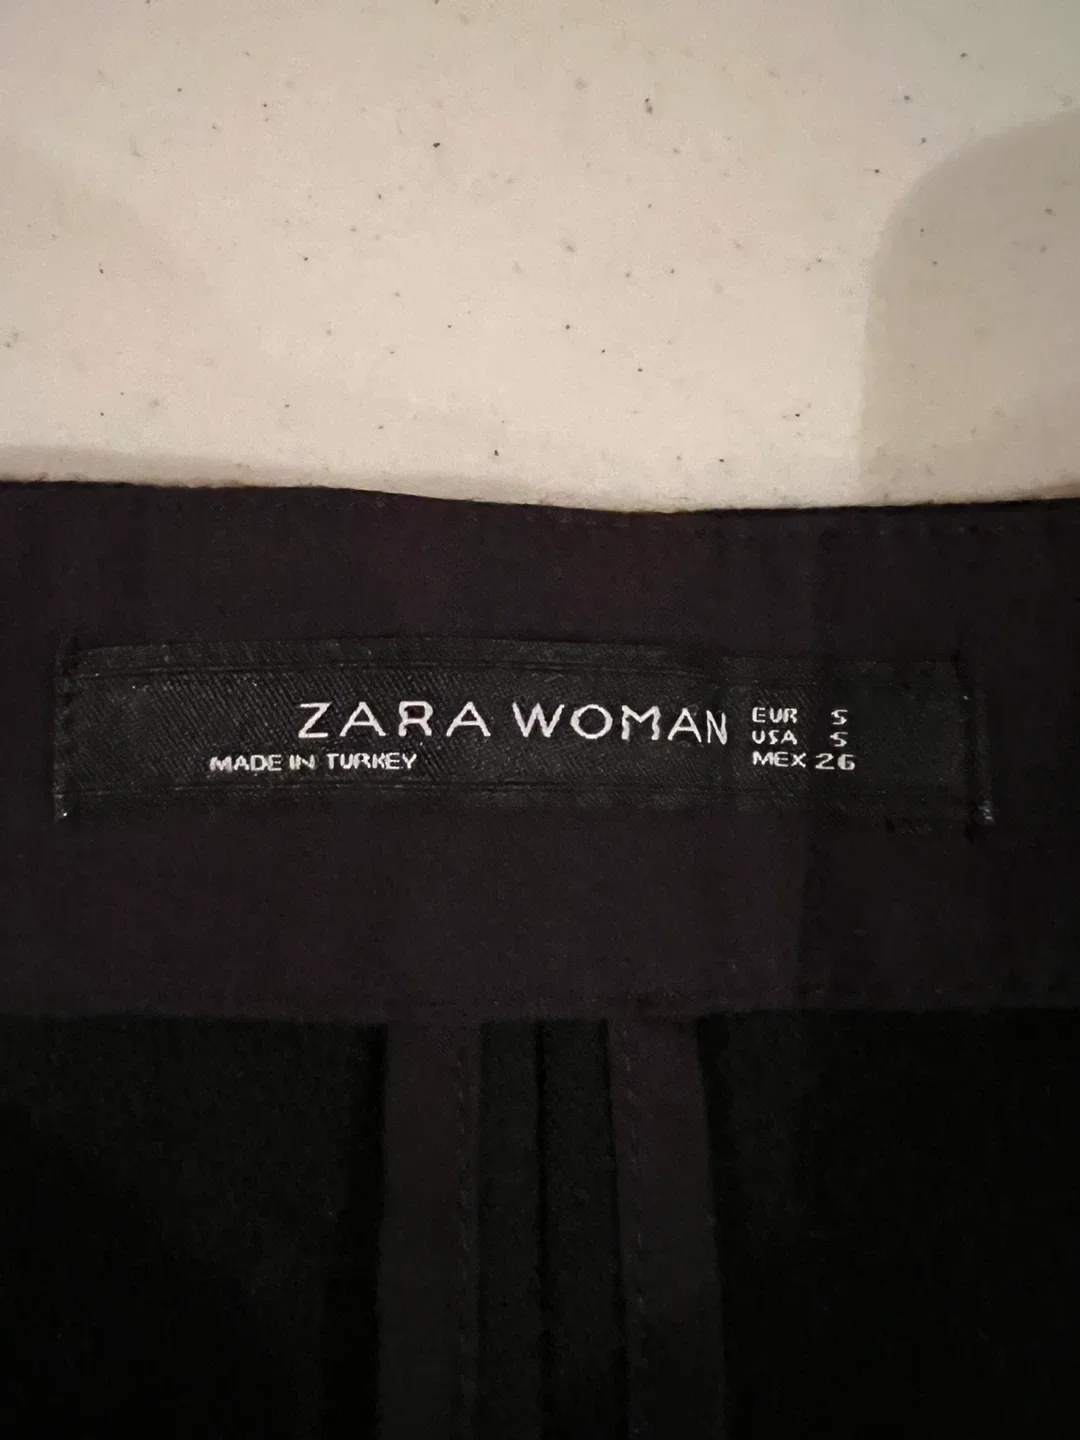 ZARA WOMAN
MADE IN TURKEY
EUR S
USA S
MEX 26